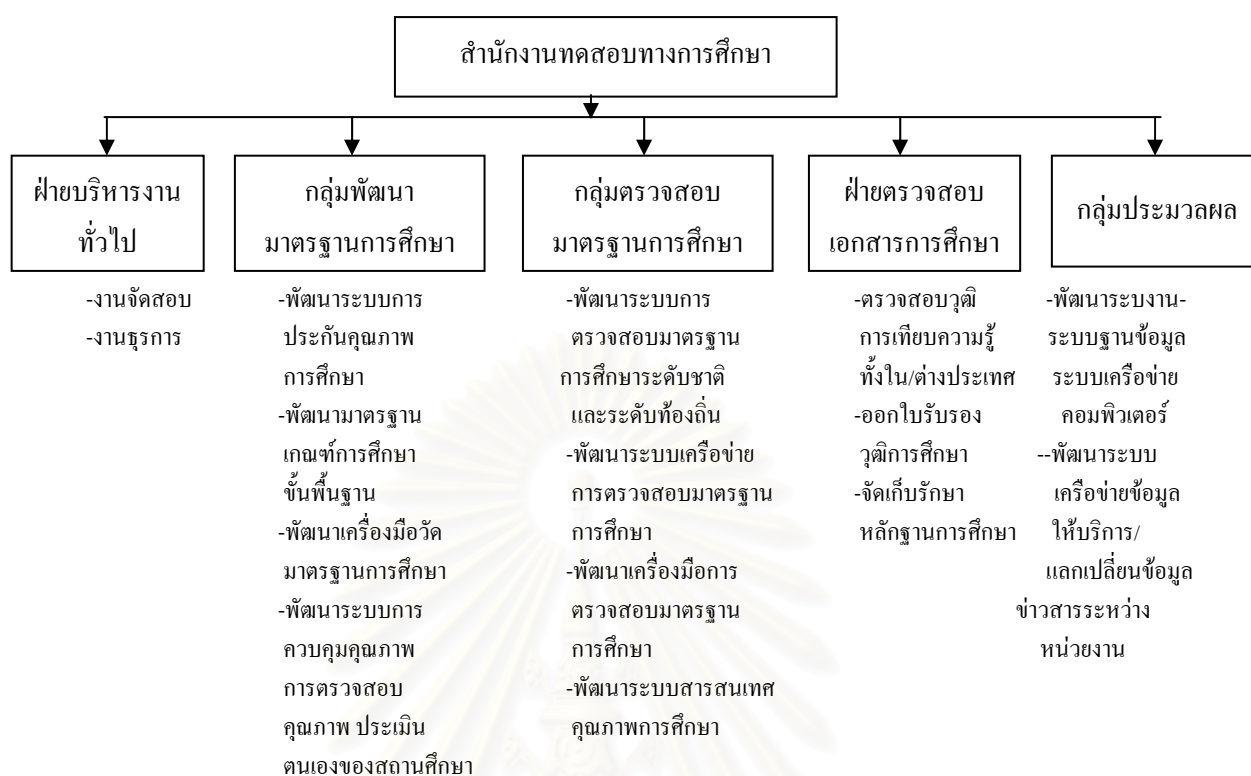 สำนักงานทดสอบทางการศึกษา
ฝ่ายบริหารงาน
ทั่วไป
-งานจัดสอบ
-งานธุรการ
กลุ่มพัฒนา
มาตรฐานการศึกษา
-พัฒนาระบบการ
ประกันคุณภาพ
การศึกษา
-พัฒนามาตรฐาน
เกณฑ์การศึกษา
ขั้นพื้นฐาน
-พัฒนาเครื่องมือวัด
มาตรฐานการศึกษา
-พัฒนาระบบการ
ควบคุมคุณภาพ
การตรวจสอบ
คุณภาพ ประเมิน
ตนเองของสถานศึกษา
กลุ่มตรวจสอบ
มาตรฐานการศึกษา
-พัฒนาระบบการ
ตรวจสอบมาตรฐาน
การศึกษาระดับชาติ
และระดับท้องถิ่น
-พัฒนาระบบเครือข่าย
การตรวจสอบมาตรฐาน
การศึกษา
-พัฒนาเครื่องมือการ
ตรวจสอบมาตรฐาน
การศึกษา
-พัฒนาระบบสารสนเทศ
คุณภาพการศึกษา
ฝ่ายตรวจสอบ
เอกสารการศึกษา
-ตรวจสอบวุฒิ
การเทียบความรู้
ทั้งใน/ต่างประเทศ
-ออกใบรับรอง
วุฒิการศึกษา
-จัดเก็บรักษา
หลักฐานการศึกษา
กลุ่มประมวลผล
-พัฒนาระบงาน-
ระบบฐานข้อมูล
ระบบเครือข่าย
คอมพิวเตอร์
--พัฒนาระบบ
เครือข่ายข้อมูล
ให้บริการ/
แลกเปลี่ยนข้อมูล
ข่าวสารระหว่าง
หน่วยงาน